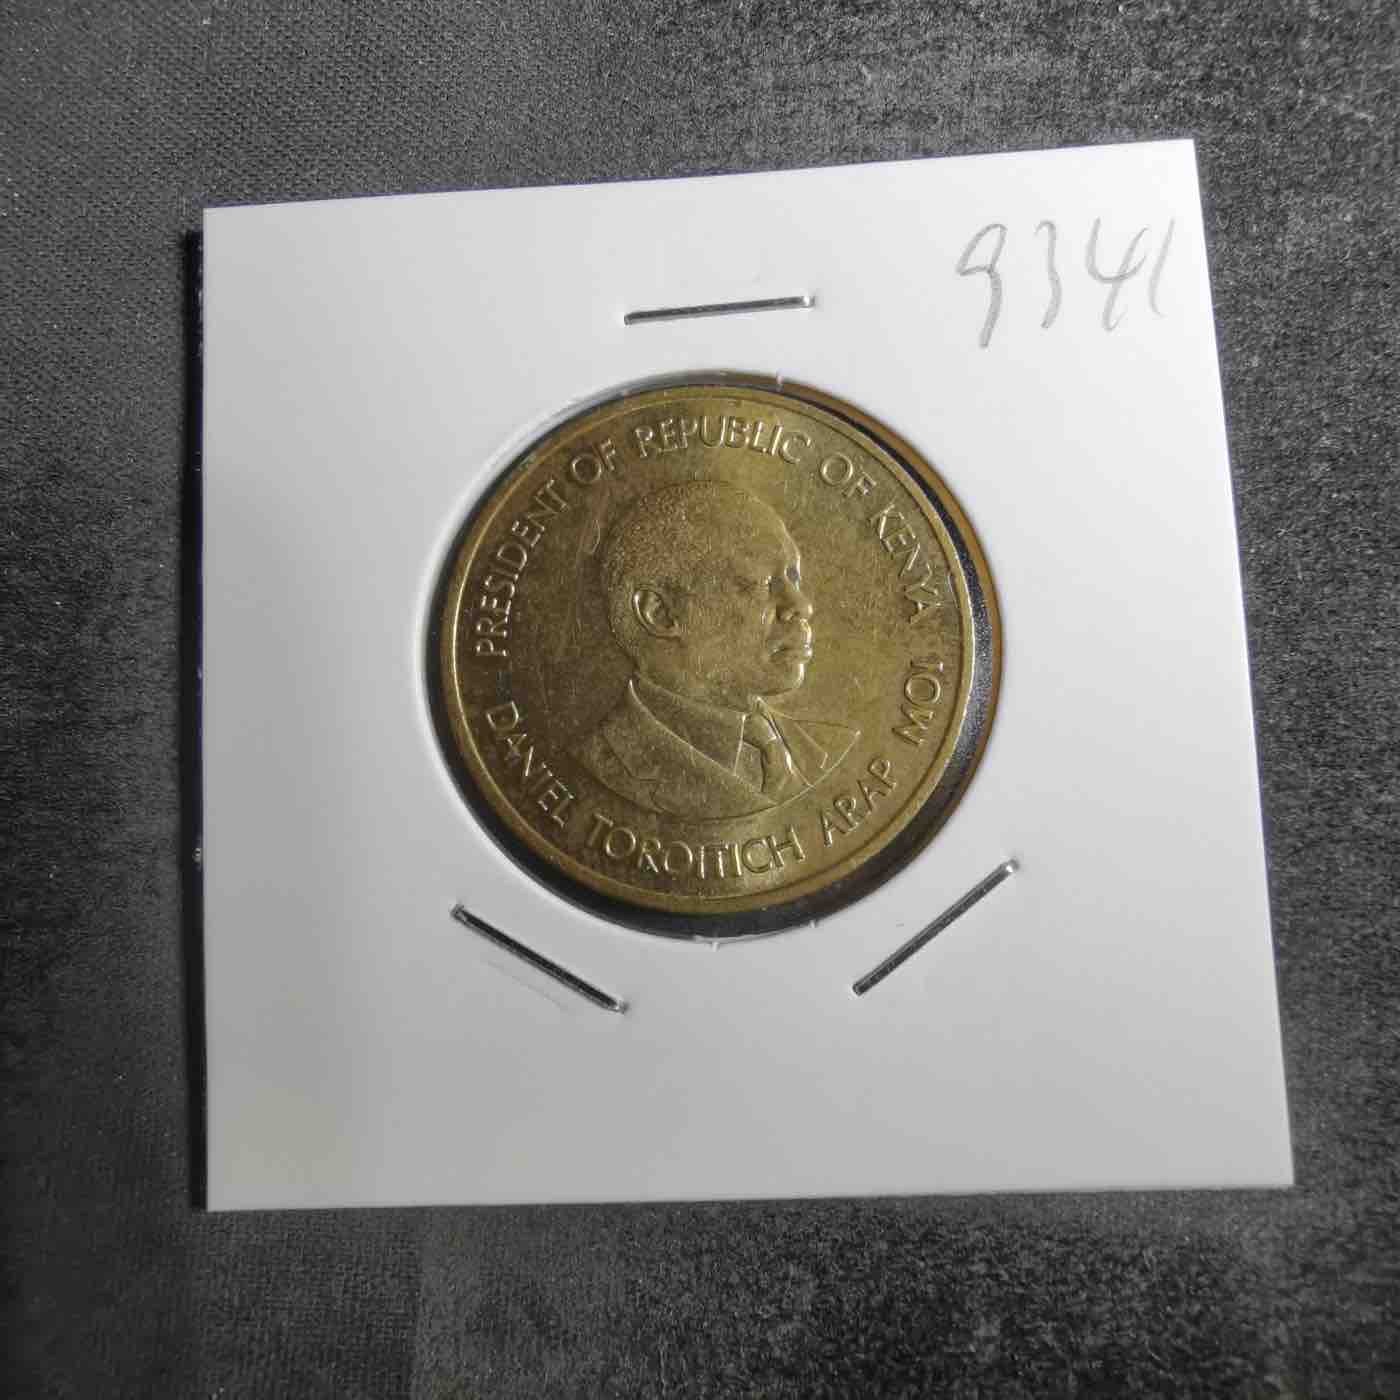 9341
PRESIDENT OF REPUBLIC OF KENYA
DANIEL TOROITICH ARAP MOI